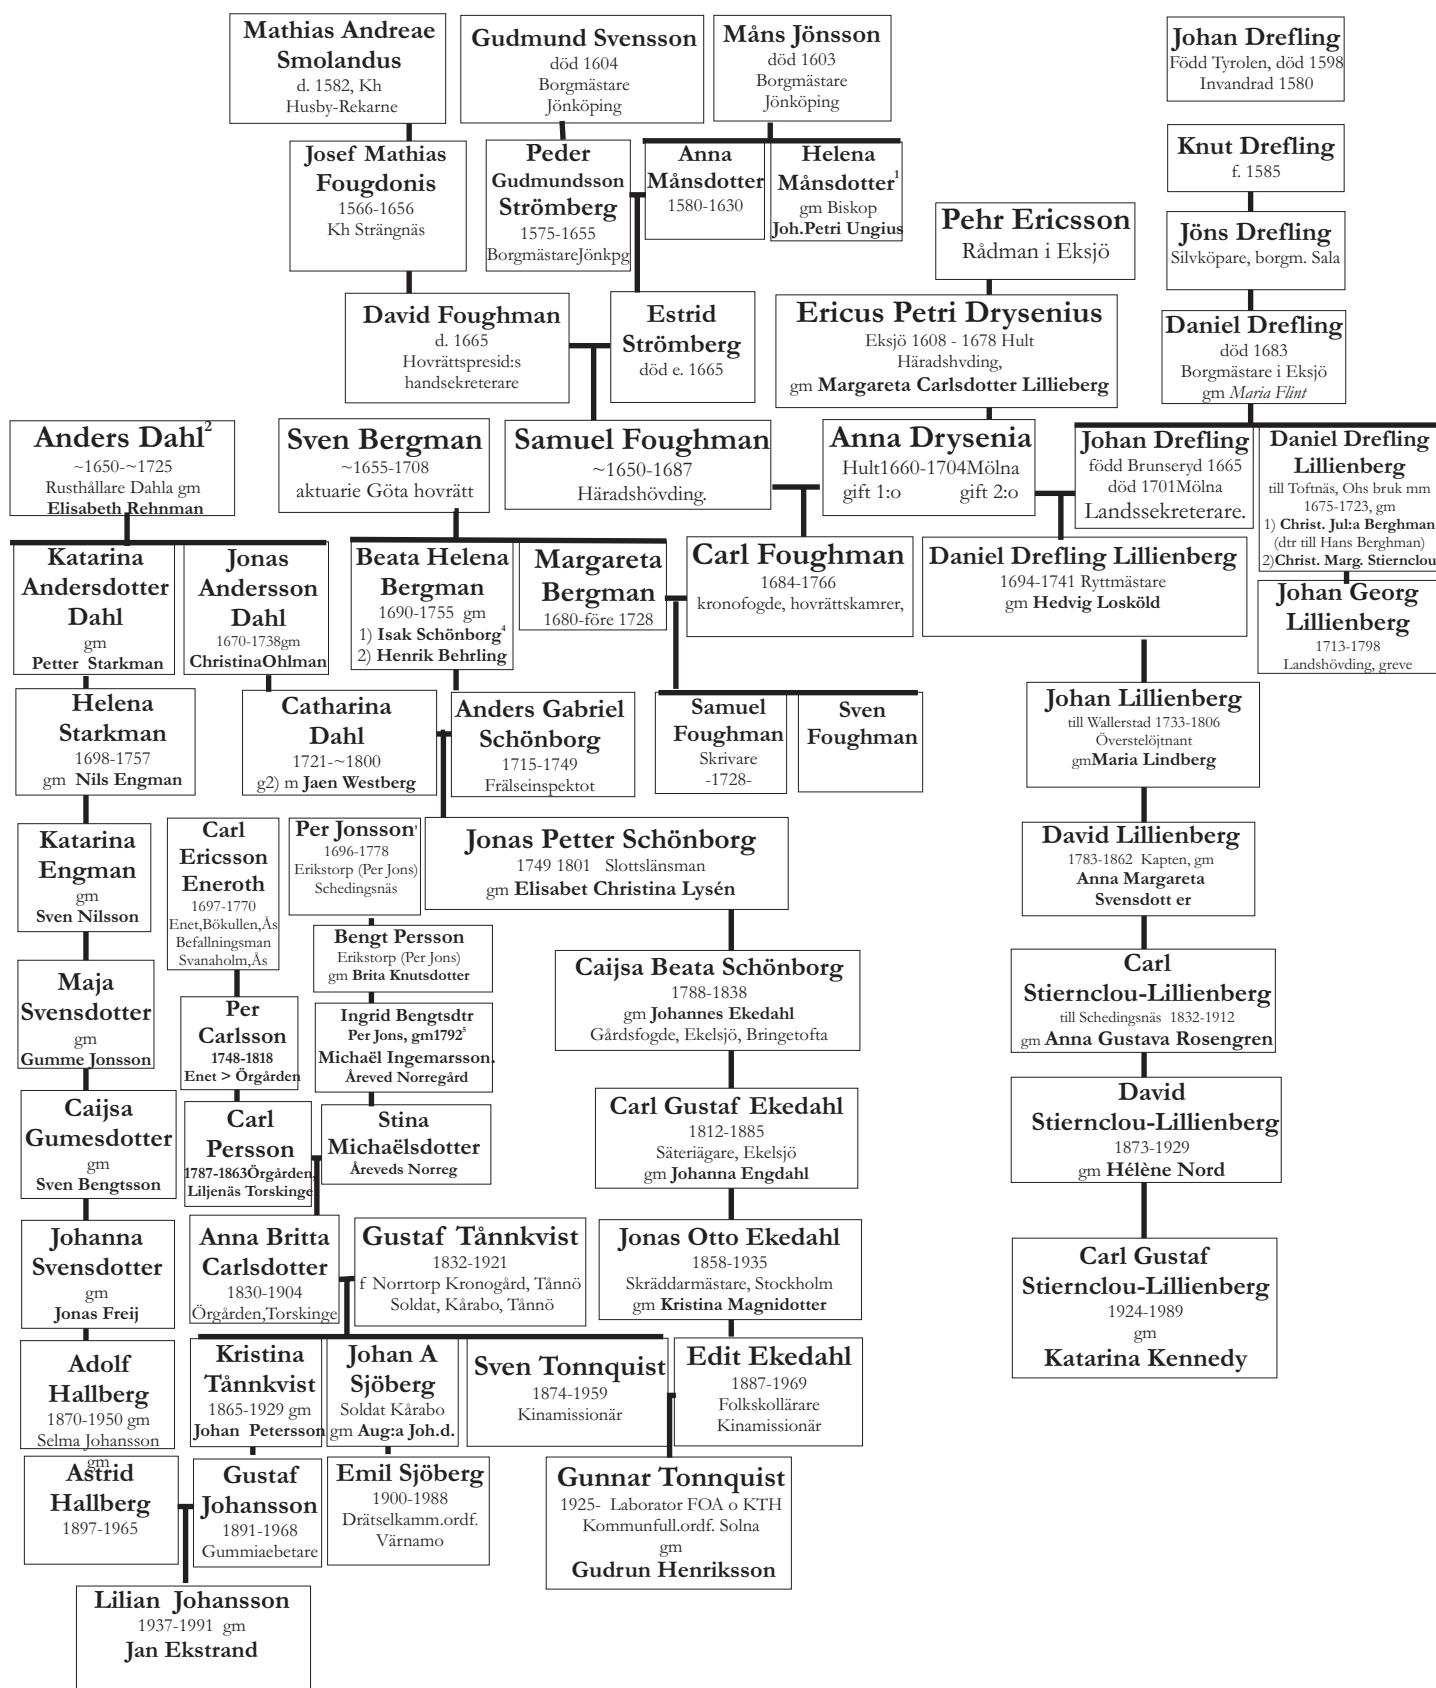 Mathias Andreae
Smolandus
d. 1582, Kh
Husby-Rekarne
Gudmund Svensson
död 1604
Borgmästare
Jönköping
Måns Jönsson
död 1603
Borgmästare
Jönköping
Johan Drefling
Född Tyrolen, död 1598
Invandrad 1580
Josef Mathias
Fougdonis
1566-1656
Kh Strängnäs
Peder
Gudmundsson
Strömberg
1575-1655
BorgmästareJönkpg
Anna
Månsdotter
1580-1630
Helena
Månsdotter1
gm Biskop
Joh.Petri Ungius
Knut Drefling
f. 1585
Pehr Ericsson
Rådman i Eksjö
Jöns Drefling
Silvköpare, borgm. Sala
David Foughman
d. 1665
Hovrättspresid:s
handsekreterare
Estrid
Strömberg
död e. 1665
Ericus Petri Drysenius
Eksjö 1608 - 1678 Hult
Häradshvding,
gm Margareta Carlsdotter Lillieberg
Daniel Drefling
död 1683
Borgmästare i Eksjö
gm Maria Flint
Anders Dahl2
~1650-~1725
Rusthållare Dahla gm
Elisabeth Rehnman
Sven Bergman
~1655-1708
aktuarie Göta hovrätt
Samuel Foughman
~1650-1687
Häradshövding.
Anna Drysenia
Hult1660-1704Mölna
gift 1:o gift 2:o
Johan Drefling
född Brunseryd 1665
död 1701Mölna
Landssekreterare.
Daniel Drefling
Lillienberg
till Toftnäs, Ohs bruk mm
1675-1723, gm
1) Christ. Jul:a Berghman
(dtr till Hans Berghman)
2)Christ. Marg. Stiernclou
Katarina
Andersdotter
Dahl
gm
Petter Starkman
Jonas
Andersson
Dahl
1670-1738gm
ChristinaOhlman
Beata Helena
Bergman
1690-1755 gm
1) Isak Schönborg4
2) Henrik Behrling
Margareta
Bergman
1680-före 1728
Carl Foughman
1684-1766
kronofogde, hovrättskamrer,
Daniel Drefling Lillienberg
1694-1741 Ryttmästare
gm Hedvig Losköld
Johan Georg
Lillienberg
1713-1798
Landshövding, greve
Helena
Starkman
1698-1757
gm Nils Engman
Catharina
Dahl
1721-~1800
g2) m Jaen Westberg
Anders Gabriel
Schönborg
1715-1749
Frälseinspektot
Samuel
Foughman
Skrivare
-1728-
Sven
Foughman
Johan Lillienberg
till Wallerstad 1733-1806
Överstelöjtnant
gmMaria Lindberg
Katarina
Engman
gm
Sven Nilsson
Carl
Ericsson
Eneroth
1697-1770
Enet,Bökullen,Ås
Befallningsman
Svanaholm,Ås
Per Jonsson1
1696-1778
Erikstorp (Per Jons)
Schedingsnäs
Jonas Petter Schönborg
1749 1801 Slottslänsman
gm Elisabet Christina Lysén
David Lillienberg
1783-1862 Kapten, gm
Anna Margareta
Svensdott er
Bengt Persson
Erikstorp (Per Jons)
gm Brita Knutsdotter
Maja
Svensdotter
gm
Gumme Jonsson
Per
Carlsson
1748-1818
Enet > Örgården
Ingrid Bengtsdtr
Per Jons, gm17925
Michaël Ingemarsson.
Åreved Norregård
Caijsa Beata Schönborg
1788-1838
gm Johannes Ekedahl
Gårdsfogde, Ekelsjö, Bringetofta
Carl
Stiernclou-Lillienberg
till Schedingsnäs 1832-1912
gm Anna Gustava Rosengren
Caijsa
Gumesdotter
gm
Sven Bengtsson
Carl
Persson
1787-1863Örgården,
Liljenäs Torskinge
Stina
Michaëlsdotter
Åreveds Norreg
Carl Gustaf Ekedahl
1812-1885
Säteriägare, Ekelsjö
gm Johanna Engdahl
David
Stiernclou-Lillienberg
1873-1929
gm Hélène Nord
Johanna
Svensdotter
gm
Jonas Freij
Anna Britta
Carlsdotter
1830-1904
Örgården,Torskinge
Gustaf Tånnkvist
1832-1921
f Norrtorp Kronogård, Tånnö
Soldat, Kårabo, Tånnö
Jonas Otto Ekedahl
1858-1935
Skräddarmästare, Stockholm
gm Kristina Magnidotter
Carl Gustaf
Stiernclou-Lillienberg
1924-1989
gm
Katarina Kennedy
Adolf
Hallberg
1870-1950 gm
Selma Johansson
gm
Kristina
Tånnkvist
1865-1929 gm
Johan Petersson
Johan A
Sjöberg
Soldat Kårabo
gm Aug:a Joh.d.
Sven Tonnquist
1874-1959
Kinamissionär
Edit Ekedahl
1887-1969
Folkskollärare
Kinamissionär
Astrid
Hallberg
1897-1965
Gustaf
Johansson
1891-1968
Gummiaebetare
Emil Sjöberg
1900-1988
Drätselkamm.ordf.
Värnamo
Gunnar Tonnquist
1925- Laborator FOA o KTH
Kommunfull.ordf. Solna
gm
Gudrun Henriksson
Lilian Johansson
1937-1991 gm
Jan Ekstrand